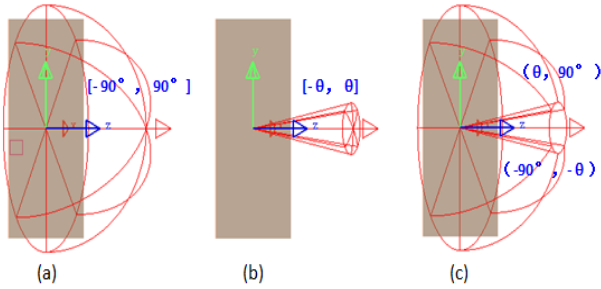 y
[-90° , 90° ]
x z
(a)
y
[-θ, θ]
z
(b)
y
(θ, 90° )
z
(-90° , -θ)
(c)